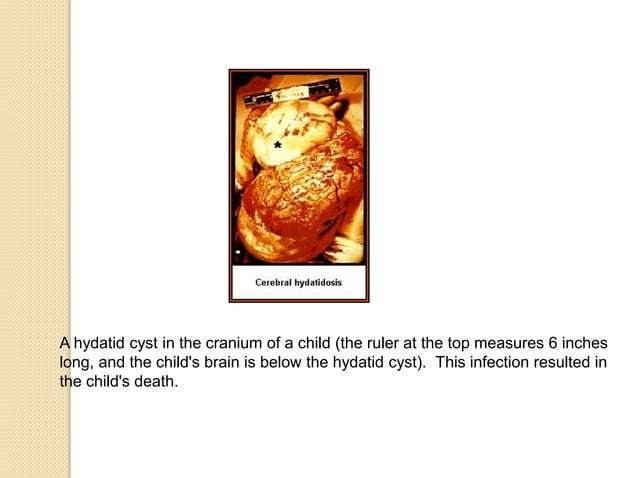 *
Cerebral hydatidosis
A hydatid cyst in the cranium of a child (the ruler at the top measures 6 inches
long, and the child's brain is below the hydatid cyst).  This infection resulted in
the child's death.